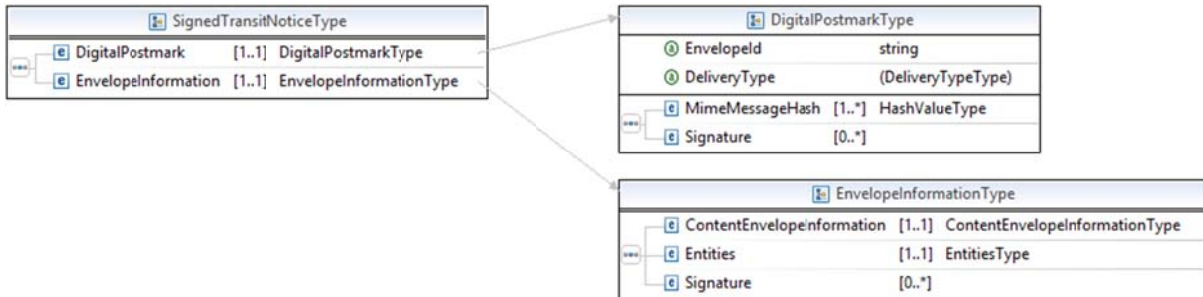 SignedTransitNoticeType
DigitalPostmark [1..1] DigitalPostmarkType
EnvelopeInformation [1..1] EnvelopeInformationType
DigitalPostmarkType
EnvelopeId string
DeliveryType (DeliveryTypeType)
MimeMessageHash [1..*] HashValueType
Signature [0..*]
EnvelopeInformationType
ContentEnvelopeInformation [1..1] ContentEnvelopeInformationType
Entities [1..1] EntitiesType
Signature [0..*]